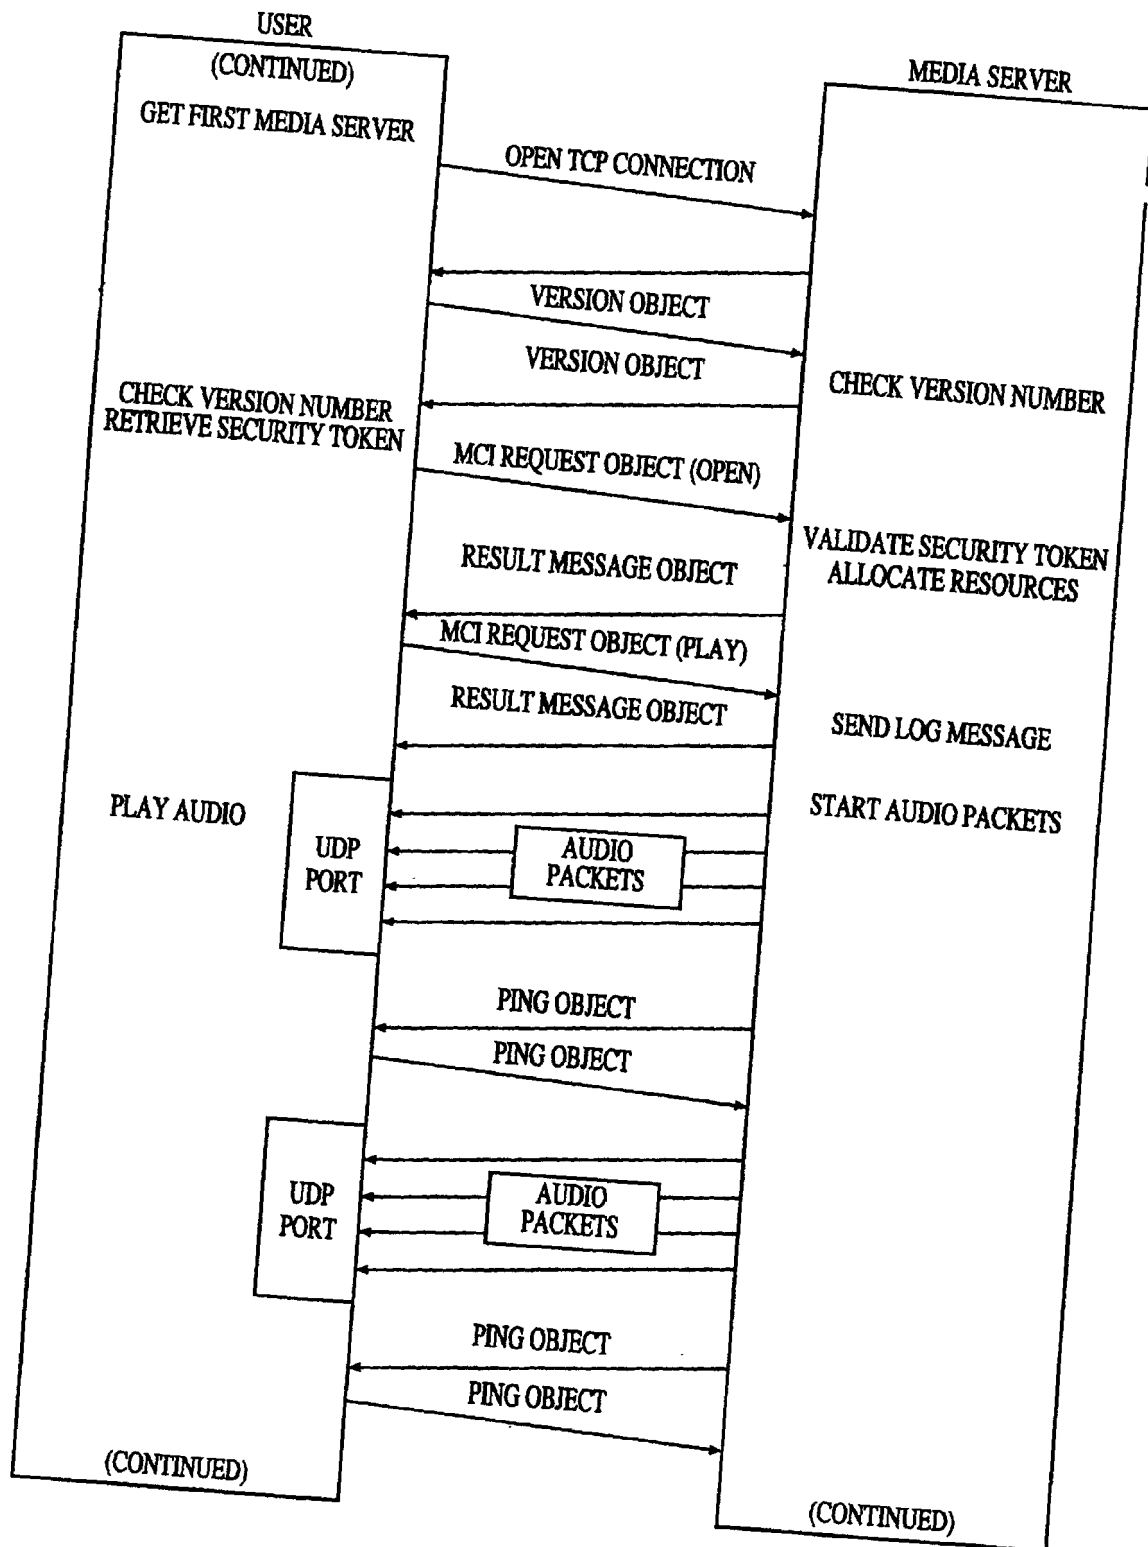 USER
(CONTINUED)
MEDIA SERVER
GET FIRST MEDIA SERVER
OPEN TCP CONNECTION
VERSION OBJECT
VERSION OBJECT
CHECK VERSION NUMBER
CHECK VERSION NUMBER
RETRIEVE SECURITY TOKEN
MCI REQUEST OBJECT (OPEN)
VALIDATE SECURITY TOKEN
ALLOCATE RESOURCES
RESULT MESSAGE OBJECT
MCI REQUEST OBJECT (PLAY)
RESULT MESSAGE OBJECT
SEND LOG MESSAGE
PLAY AUDIO
START AUDIO PACKETS
UDP
PORT
AUDIO
PACKETS
PING OBJECT
PING OBJECT
UDP
PORT
AUDIO
PACKETS
PING OBJECT
PING OBJECT
(CONTINUED)
(CONTINUED)